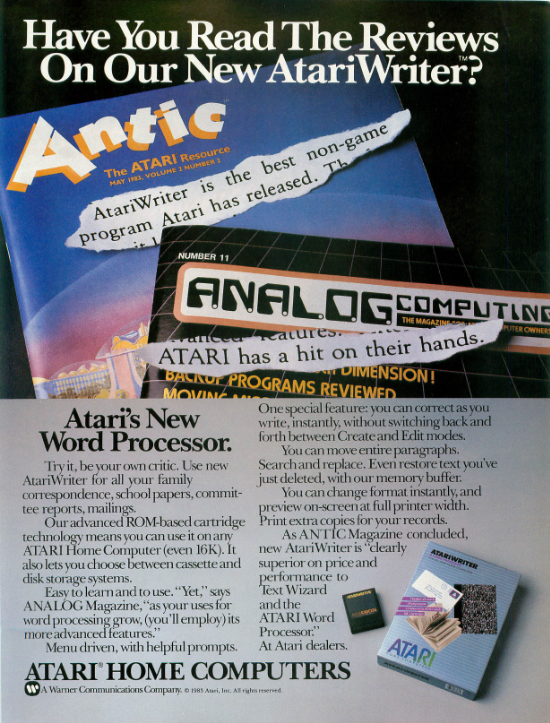 Have You Read The Reviews
On Our New AtariWriter?™
Antic
The ATARI Resource
MAY 1983, VOLUME 2 NUMBER 2
AtariWriter is the best non-game
program Atari has released.
NUMBER 11
ANALOG COMPUTING
THE MAGAZINE
PUTER OWNERS
features.
ATARI has a hit on their hands.
DIMENSION!
BACKUP PROGRAMS REVIEWED
Atari's New
Word Processor.
Try it, be your own critic. Use new
AtariWriter for all your family
correspondence, school papers, commit-
tee reports, mailings.
Our advanced ROM-based cartridge
technology means you can use it on any
ATARI Home Computer (even 16K). It
also lets you choose between cassette and
disk storage systems.
Easy to learn and to use. "Yet," says
ANALOG Magazine, "as your uses for
word processing grow, (you'll employ) its
more advanced features."
Menu driven, with helpful prompts.
One special feature: you can correct as you
write, instantly, without switching back and
forth between Create and Edit modes.
You can move entire paragraphs.
Search and replace. Even restore text you've
just deleted, with our memory buffer.
You can change format instantly, and
preview on-screen at full printer width.
Print extra copies for your records.
As ANTIC Magazine concluded,
new AtariWriter is "clearly
superior on price and
performance to
Text Wizard
and the
ATARI Word
Processor."
At Atari dealers.
ATARIWRITER
ATARI
ATARI® HOME COMPUTERS
A Warner Communications Company. © 1983 Atari, Inc. All rights reserved.